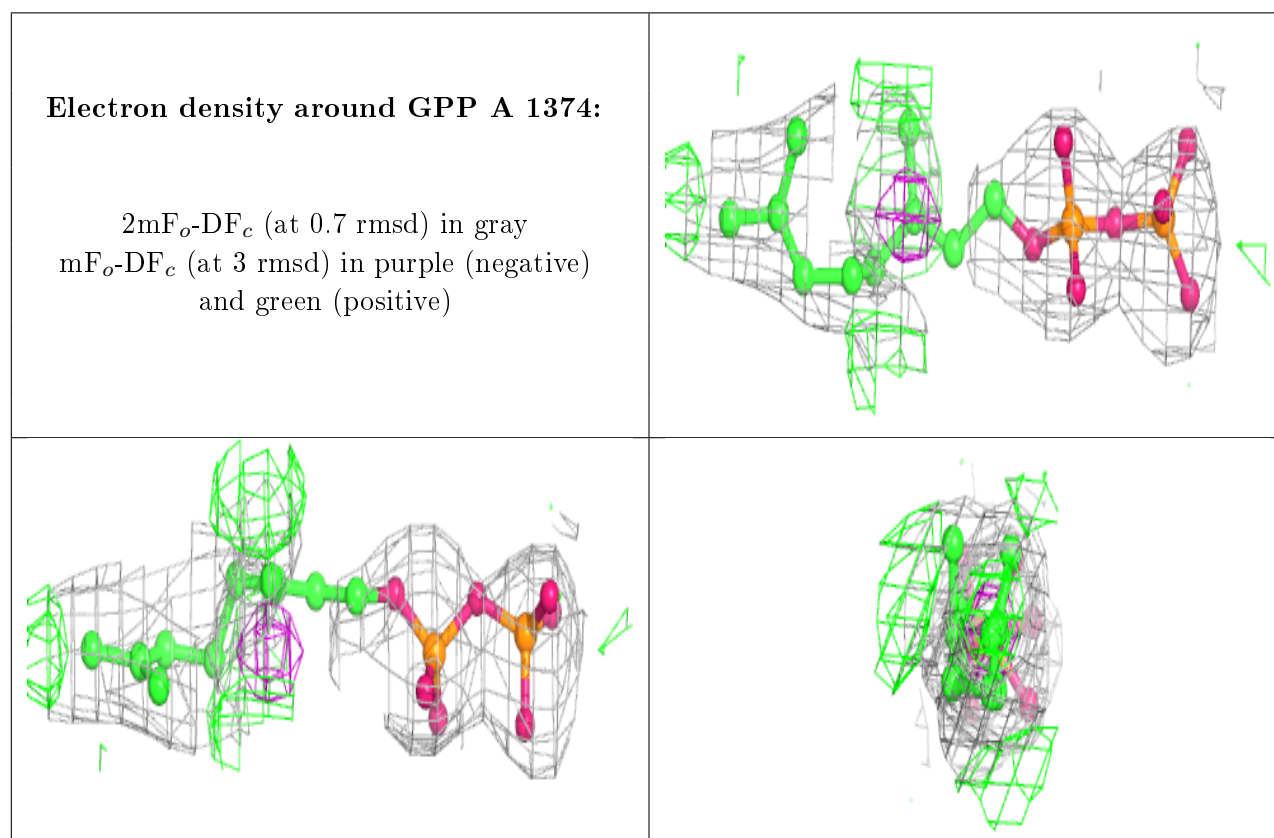 Electron density around GPP A 1374:
2mFₒ-DF𝒸 (at 0.7 rmsd) in gray
mFₒ-DF𝒸 (at 3 rmsd) in purple (negative)
and green (positive)